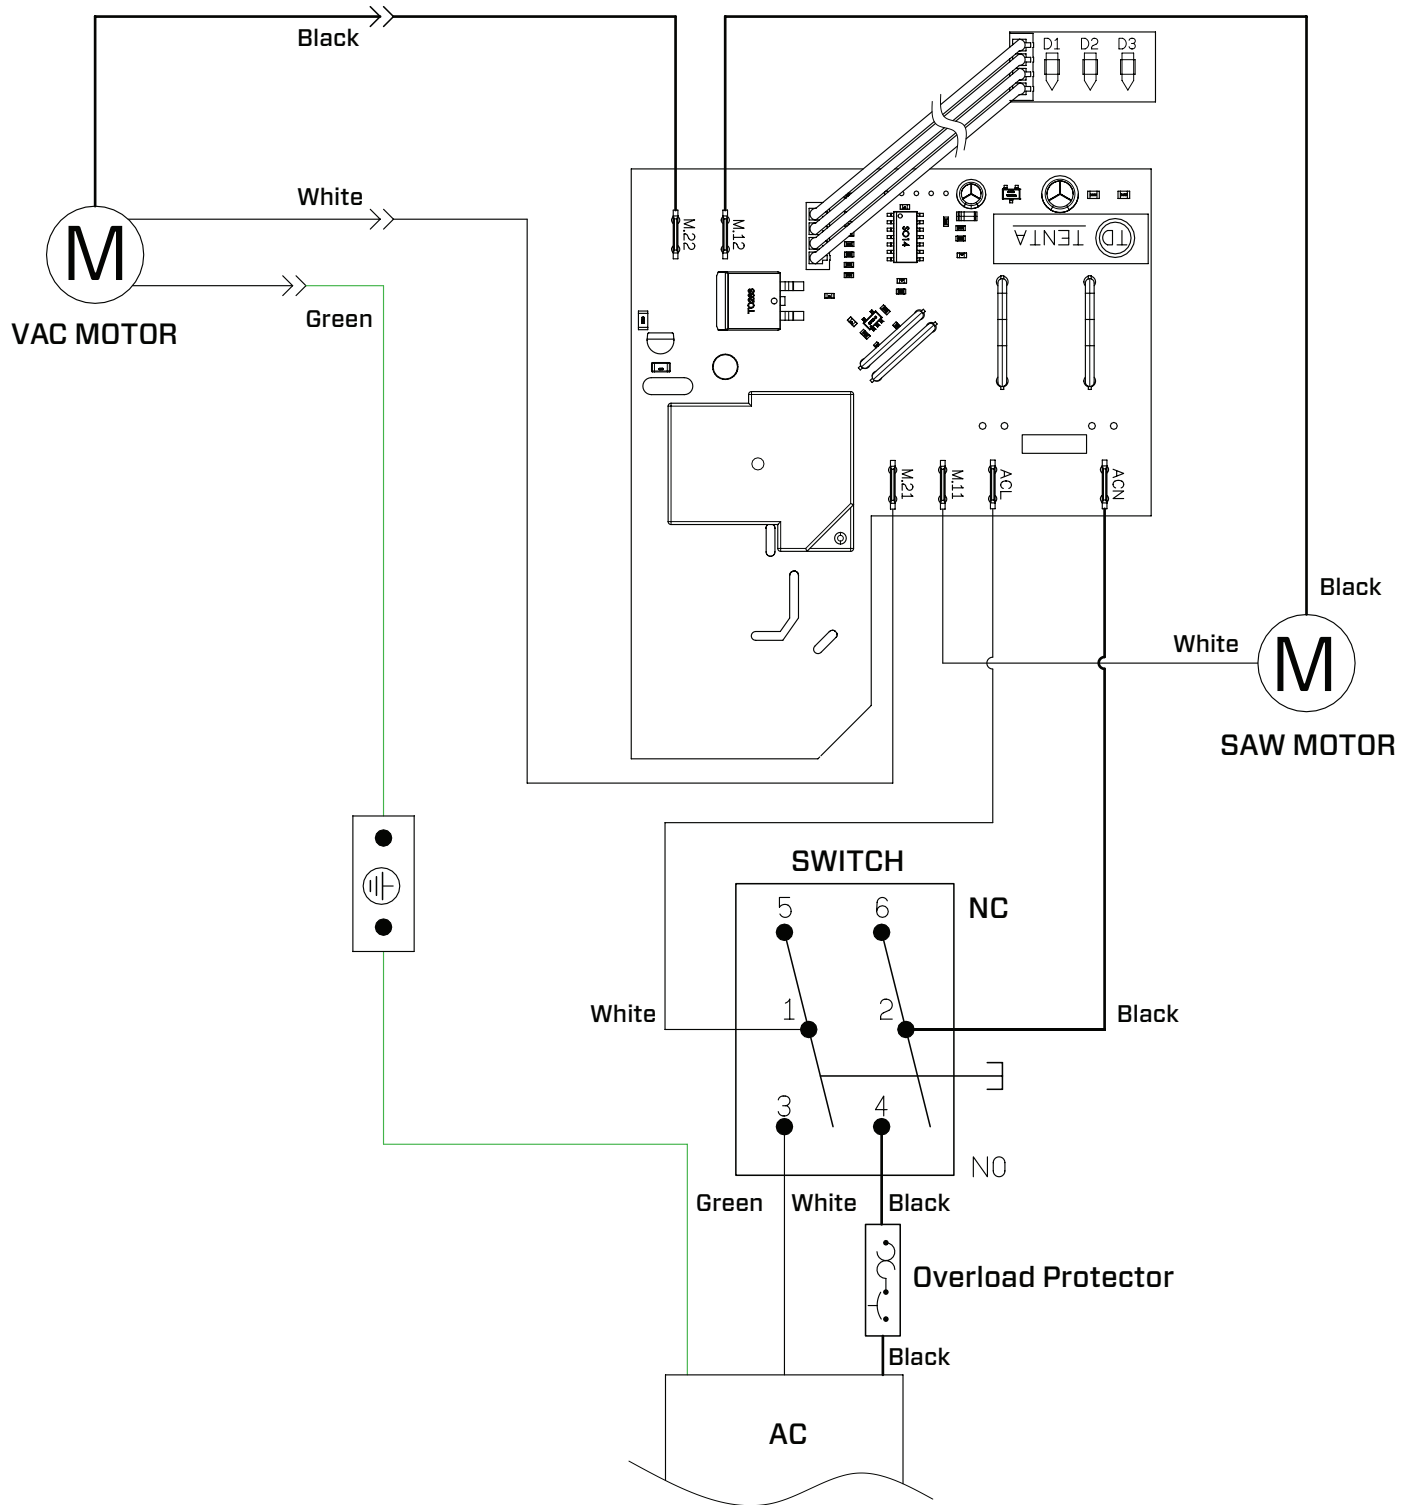 Black
D1 D2 D3
White
M
M.22
M.12
SO14
TENTA TD
TO263
Green
VAC MOTOR
M.21
M.11
ACL
ACN
Black
White
M
SAW MOTOR
SWITCH
5 6
NC
White
1 2
Black
3 4
NO
Green White Black
Overload Protector
Black
AC